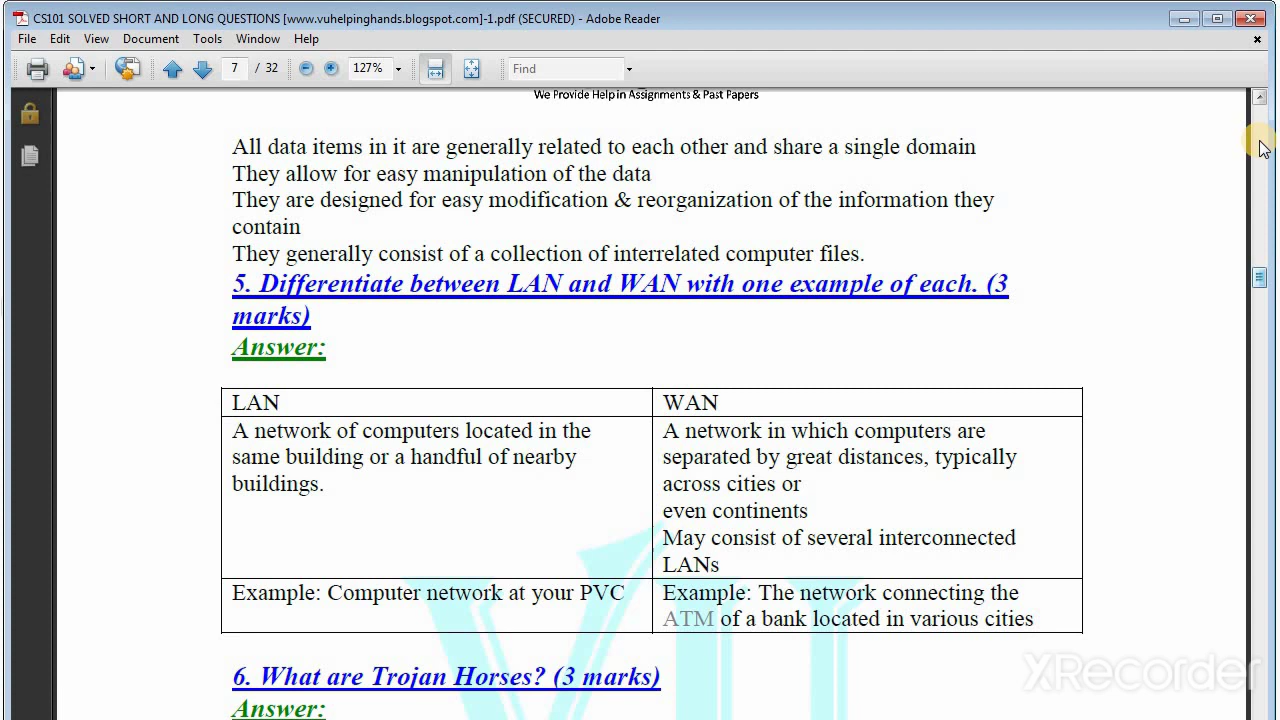 CS101 SOLVED SHORT AND LONG QUESTIONS [www.vuhelpinghands.blogspot.com]-1.pdf (SECURED) - Adobe Reader
File Edit View Document Tools Window Help
7 / 32 127% Find
We Provide Help in Assignments & Past Papers
All data items in it are generally related to each other and share a single domain
They allow for easy manipulation of the data
They are designed for easy modification & reorganization of the information they
contain
They generally consist of a collection of interrelated computer files.
5. Differentiate between LAN and WAN with one example of each. (3
marks)
Answer:
LAN
WAN
A network of computers located in the
same building or a handful of nearby
buildings.
A network in which computers are
separated by great distances, typically
across cities or
even continents
May consist of several interconnected
LANs
Example: Computer network at your PVC
Example: The network connecting the
ATM of a bank located in various cities
VU
6. What are Trojan Horses? (3 marks)
Answer:
XRecorder